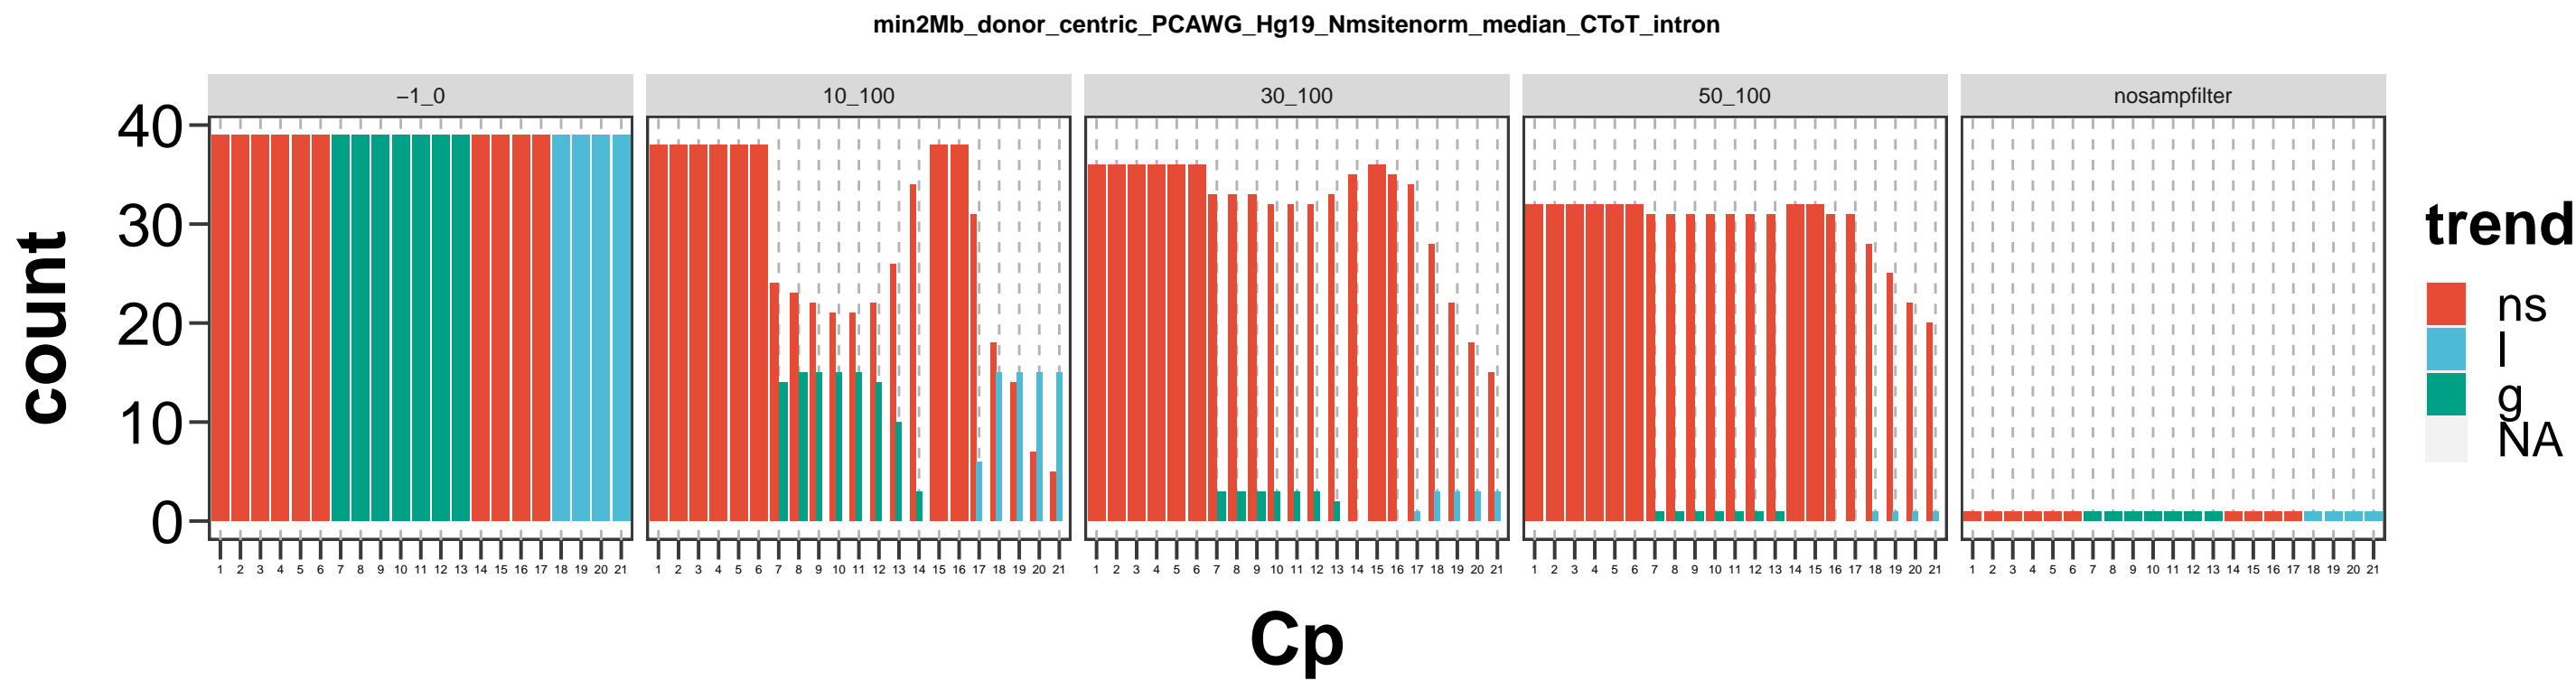 min2Mb_donor_centric_PCAWG_Hg19_Nmsitenorm_median_CToT_intron
−1_0 10_100 30_100 50_100 nosampfilter
count
40
30
20
10
0
1 2 3 4 5 6 7 8 9 10 11 12 13 14 15 16 17 18 19 20 21
1 2 3 4 5 6 7 8 9 10 11 12 13 14 15 16 17 18 19 20 21
1 2 3 4 5 6 7 8 9 10 11 12 13 14 15 16 17 18 19 20 21
1 2 3 4 5 6 7 8 9 10 11 12 13 14 15 16 17 18 19 20 21
1 2 3 4 5 6 7 8 9 10 11 12 13 14 15 16 17 18 19 20 21
Cp
trend
ns
l
g
NA